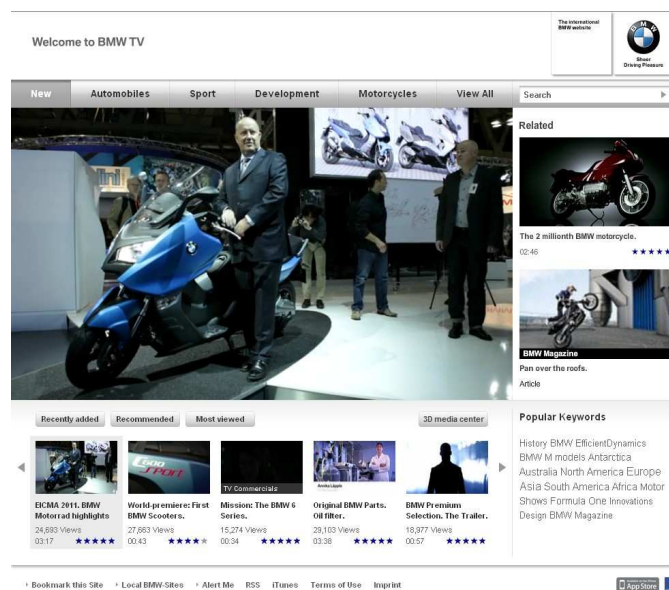 Welcome to BMW TV
The international
BMW website
BMW
Sheer
Driving Pleasure
New Automobiles Sport Development Motorcycles View All
Search
Related
The 2 millionth BMW motorcycle.
02:46
BMW Magazine
Pan over the roofs.
Article
Recently added Recommended Most viewed 3D media center
C600
SPORT
TV Commercials
Annika Läpple
EICMA 2011. BMW
Motorrad highlights
24,693 Views
03:17
World-premiere: First
BMW Scooters.
27,663 Views
00:43
Mission: The BMW 6
Series.
15,274 Views
00:34
Original BMW Parts.
Oil filter.
29,103 Views
03:38
BMW Premium
Selection. The Trailer.
18,977 Views
00:57
Popular Keywords
History BMW EfficientDynamics
BMW M models Antarctica
Australia North America Europe
Asia South America Africa Motor
Shows Formula One Innovations
Design BMW Magazine
Bookmark this Site Local BMW-Sites Alert Me RSS iTunes Terms of Use Imprint
App Store